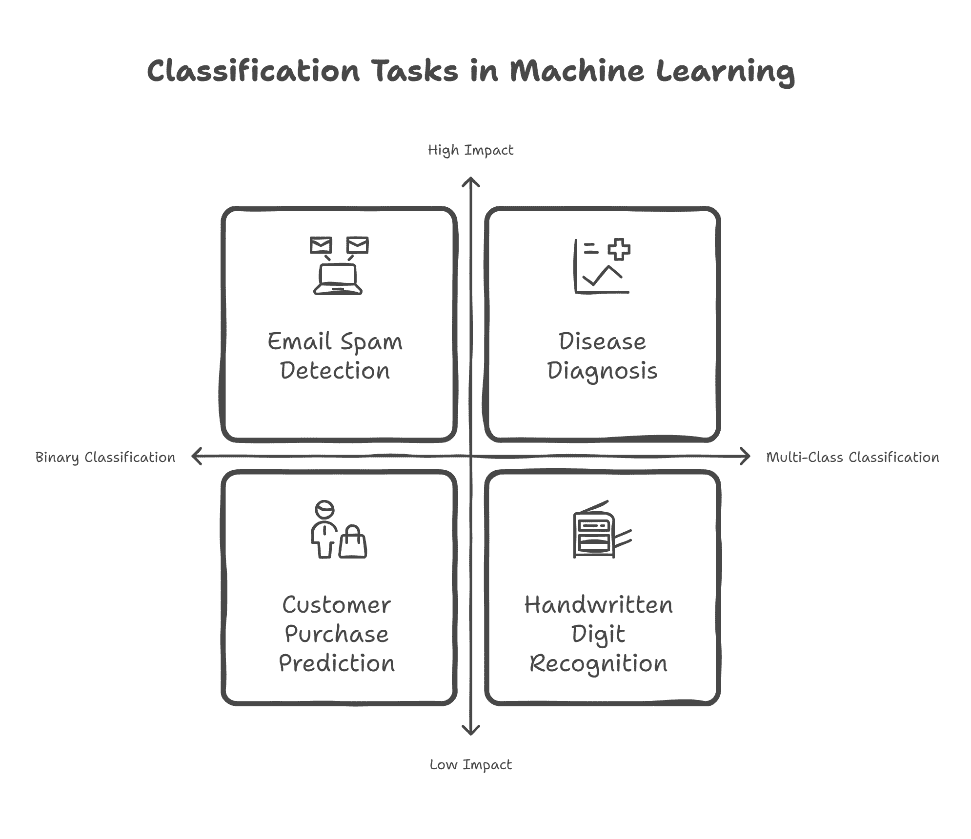 Classification Tasks in Machine Learning
High Impact
Email Spam
Detection
Disease
Diagnosis
Binary Classification
Multi-Class Classification
Customer
Purchase
Prediction
Handwritten
Digit
Recognition
Low Impact